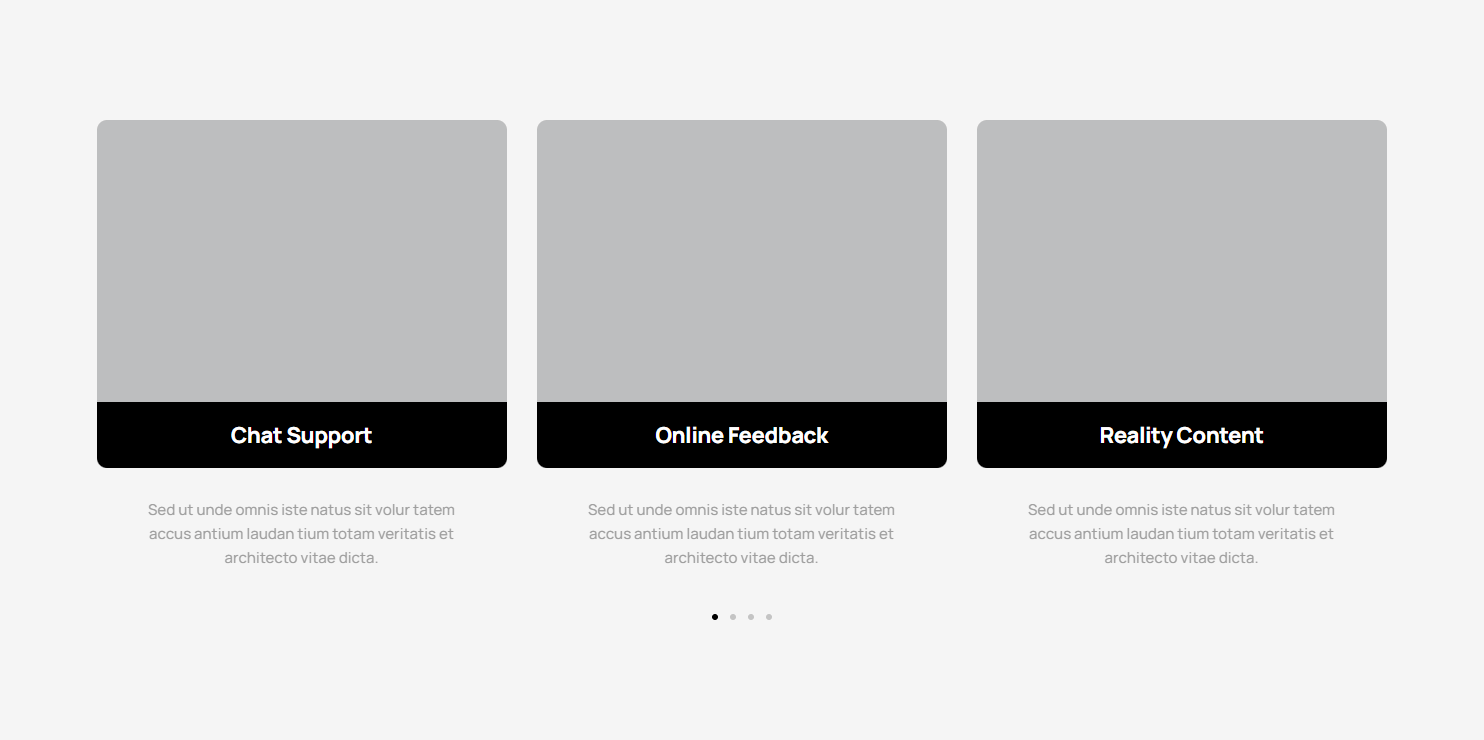 Chat Support
Sed ut unde omnis iste natus sit volur tatem
accus antium laudan tium totam veritatis et
architecto vitae dicta.
Online Feedback
Sed ut unde omnis iste natus sit volur tatem
accus antium laudan tium totam veritatis et
architecto vitae dicta.
Reality Content
Sed ut unde omnis iste natus sit volur tatem
accus antium laudan tium totam veritatis et
architecto vitae dicta.